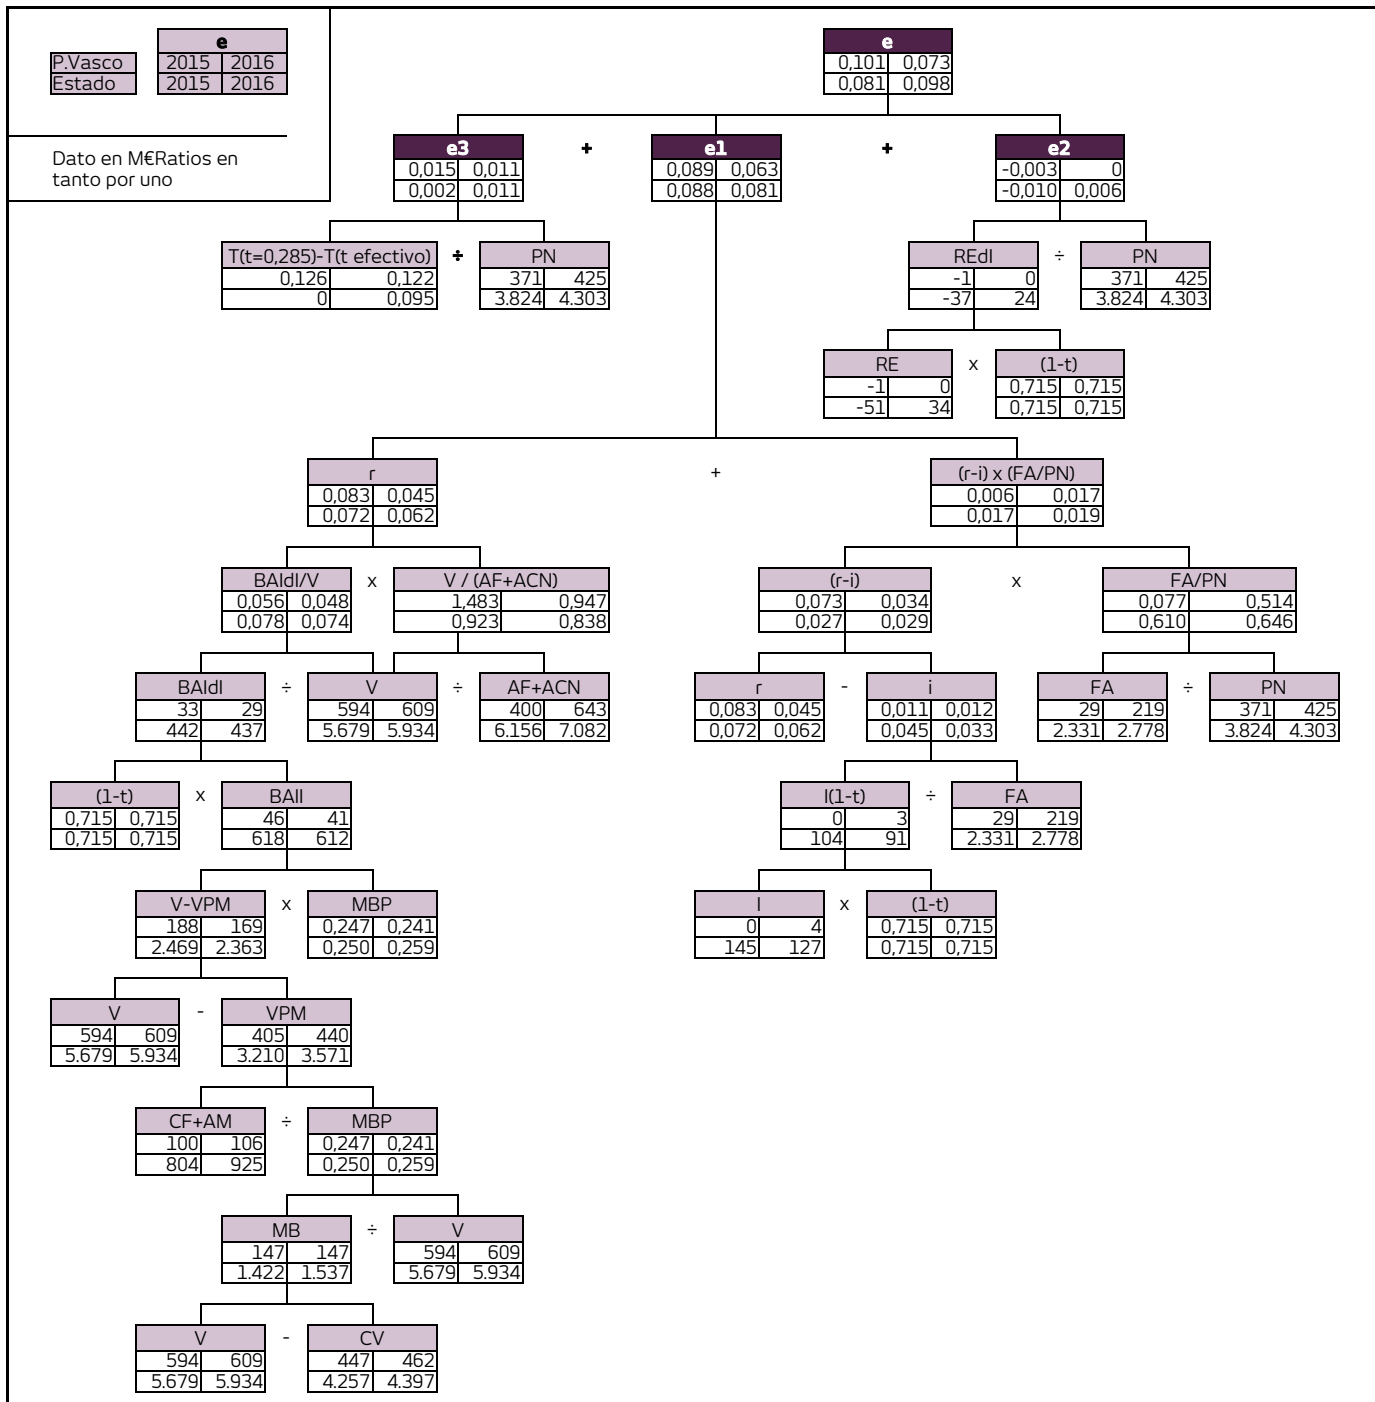 e
P.Vasco 2015 2016
Estado 2015 2016
Dato en M€Ratios en
tanto por uno
e
0,101 0,073
0,081 0,098
e3 + e1 + e2
0,015 0,011 0,089 0,063 -0,003 0
0,002 0,011 0,088 0,081 -0,010 0,006
T(t=0,285)-T(t efectivo) ÷ PN REdI ÷ PN
0,126 0,122 371 425 -1 0 371 425
0 0,095 3.824 4.303 -37 24 3.824 4.303
RE x (1-t)
-1 0 0,715 0,715
-51 34 0,715 0,715
r + (r-i) x (FA/PN)
0,083 0,045 0,006 0,017
0,072 0,062 0,017 0,019
BAIdI/V x V / (AF+ACN) (r-i) x FA/PN
0,056 0,048 1,483 0,947 0,073 0,034 0,077 0,514
0,078 0,074 0,923 0,838 0,027 0,029 0,610 0,646
BAIdI ÷ V ÷ AF+ACN r - i FA ÷ PN
33 29 594 609 400 643 0,083 0,045 0,011 0,012 29 219 371 425
442 437 5.679 5.934 6.156 7.082 0,072 0,062 0,045 0,033 2.331 2.778 3.824 4.303
(1-t) x BAII I(1-t) ÷ FA
0,715 0,715 46 41 0 3 29 219
0,715 0,715 618 612 104 91 2.331 2.778
V-VPM x MBP I x (1-t)
188 169 0,247 0,241 0 4 0,715 0,715
2.469 2.363 0,250 0,259 145 127 0,715 0,715
V - VPM
594 609 405 440
5.679 5.934 3.210 3.571
CF+AM ÷ MBP
100 106 0,247 0,241
804 925 0,250 0,259
MB ÷ V
147 147 594 609
1.422 1.537 5.679 5.934
V - CV
594 609 447 462
5.679 5.934 4.257 4.397